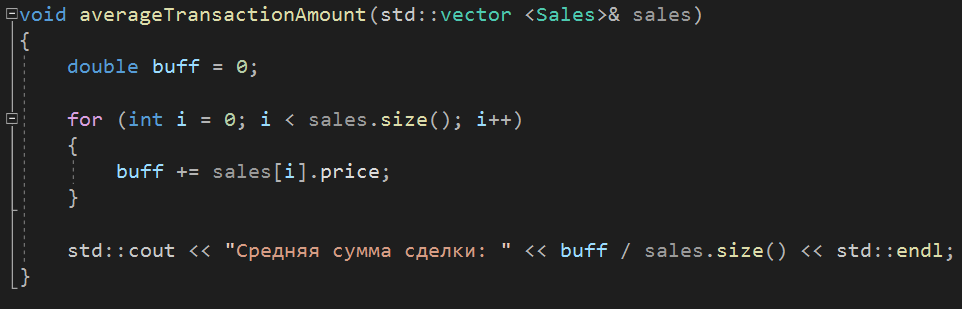 void averageTransactionAmount(std::vector <Sales>& sales)
{
    double buff = 0;
    for (int i = 0; i < sales.size(); i++)
    {
        buff += sales[i].price;
    }
    std::cout << "Средняя сумма сделки: " << buff / sales.size() << std::endl;
}